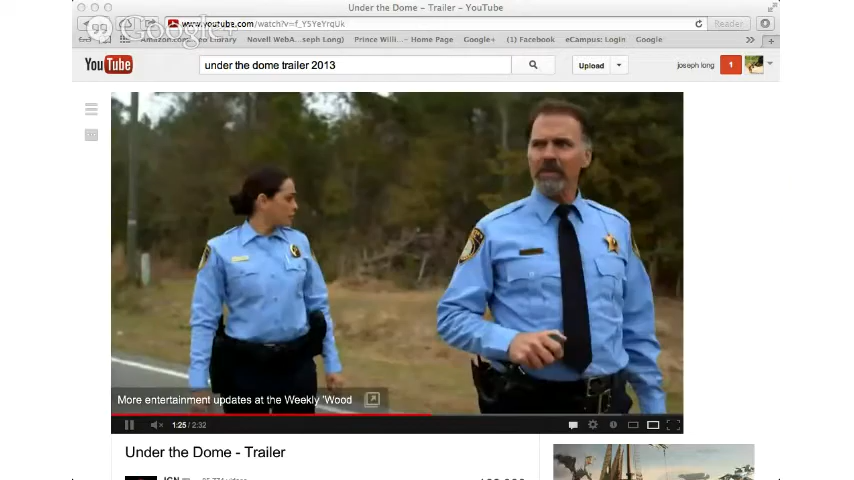 Under the Dome - Trailer - YouTube
Google+
www.youtube.com/watch?v=f_YSYeYrqUk
Reader
Novell WebA...seph Long)
Prince Willi... - Home Page
Google+
(1) Facebook
eCampus: Login
Google
YouTube
under the dome trailer 2013
Upload
joseph long
1
More entertainment updates at the Weekly 'Wood
1:25 / 2:32
Under the Dome - Trailer
IGN